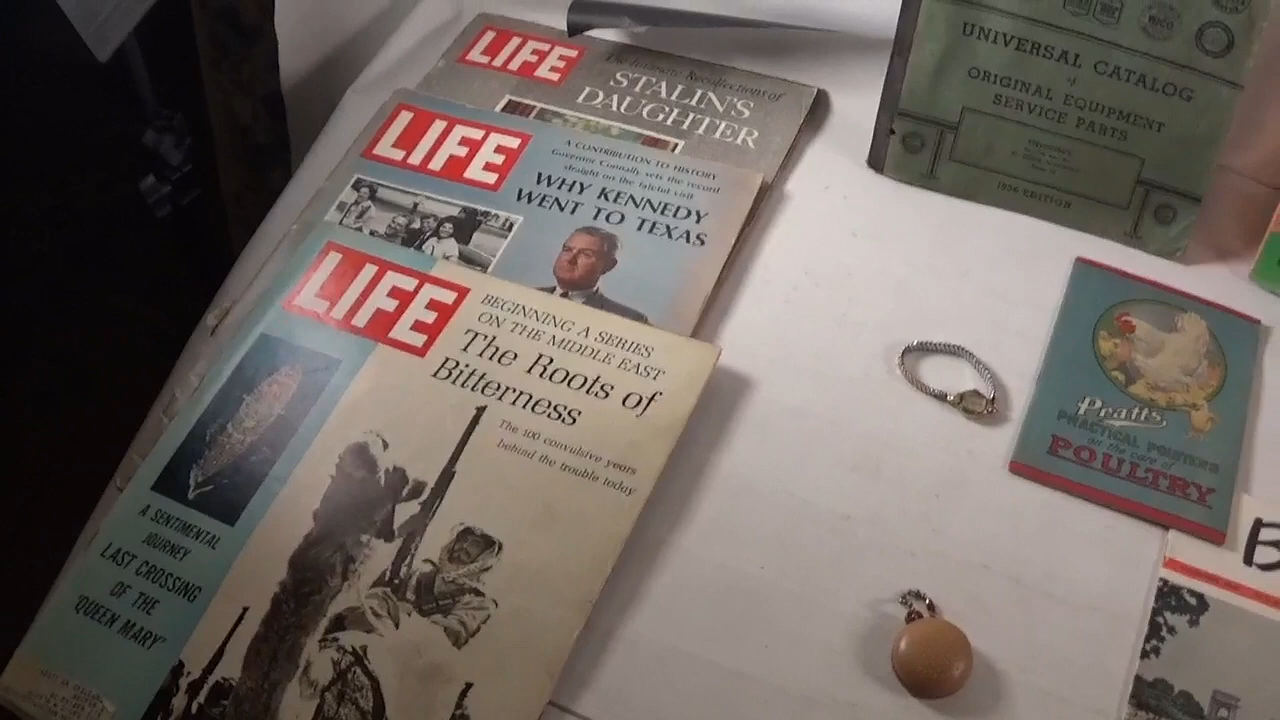 LIFE
The Intimate Recollections of
STALIN'S
DAUGHTER
LIFE
A CONTRIBUTION TO HISTORY
Governor Connally sets the record
straight on the fateful visit
WHY KENNEDY
WENT TO TEXAS
LIFE
BEGINNING A SERIES
ON THE MIDDLE EAST
The Roots of
Bitterness
The 100 convulsive years
behind the trouble today
A SENTIMENTAL
JOURNEY
LAST CROSSING
OF THE
'QUEEN MARY'
UNIVERSAL CATALOG
of
ORIGINAL EQUIPMENT
SERVICE PARTS
1936 EDITION
Pratts
PRACTICAL POINTERS
on the care of
POULTRY